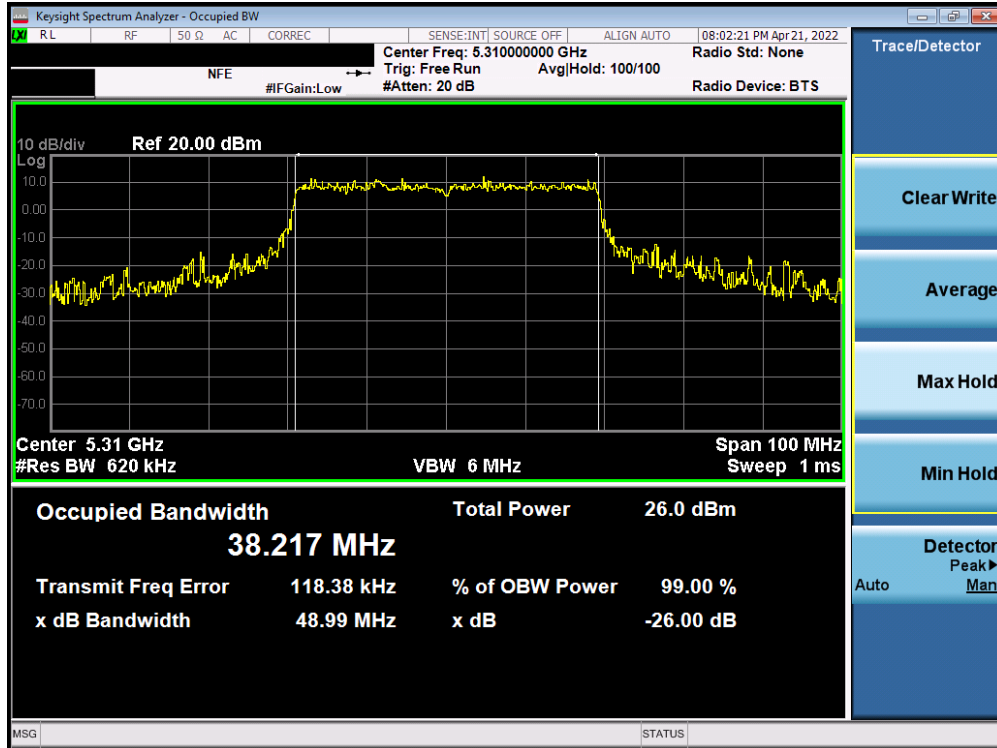 Keysight Spectrum Analyzer - Occupied BW
LXI RL RF 50 Ω AC CORREC SENSE:INT SOURCE OFF ALIGN AUTO 08:02:21 PM Apr 21, 2022
Center Freq: 5.310000000 GHz Radio Std: None
NFE Trig: Free Run Avg|Hold: 100/100
#IFGain:Low #Atten: 20 dB Radio Device: BTS
Trace/Detector
10 dB/div Ref 20.00 dBm
Log
10.0
0.00
-10.0
-20.0
-30.0
-40.0
-50.0
-60.0
-70.0
Center 5.31 GHz Span 100 MHz
#Res BW 620 kHz VBW 6 MHz Sweep 1 ms
Occupied Bandwidth Total Power 26.0 dBm
38.217 MHz
Transmit Freq Error 118.38 kHz % of OBW Power 99.00 %
x dB Bandwidth 48.99 MHz x dB -26.00 dB
Clear Write
Average
Max Hold
Min Hold
Detector
Peak▶
Auto Man
MSG STATUS